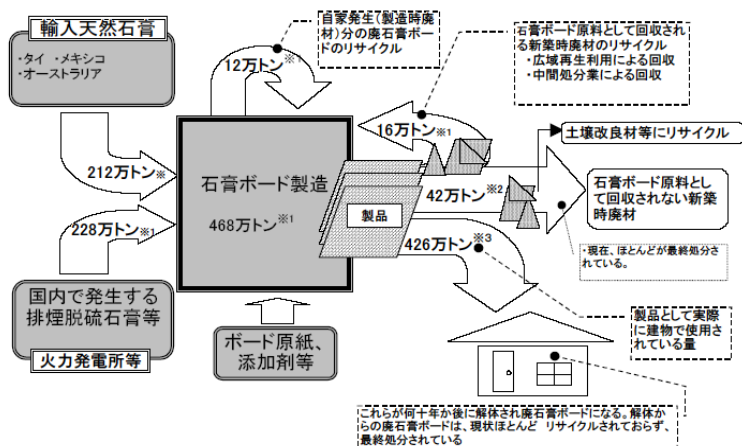 輸入天然石膏
・タイ ・メキシコ
・オーストラリア
212万トン※
228万トン※1
国内で発生する
排煙脱硫石膏等
火力発電所等
12万トン※1
自家発生(製造時廃
材)分の廃石膏ボー
ドのリサイクル
石膏ボード製造
468万トン※1
ボード原紙、
添加剤等
製品
石膏ボード原料として回収され
る新築時廃材のリサイクル
・広域再生利用による回収
・中間処分業による回収
16万トン※1
土壌改良材等にリサイクル
42万トン※2
石膏ボード原料とし
て回収されない新築
時廃材
・現在、ほとんどが最終処分さ
れている。
426万トン※3
製品として実際
に建物で使用さ
れている量
これらが何十年か後に解体され廃石膏ボードになる。解体か
らの廃石膏ボードは、現状ほとんど リサイクルされておらず、
最終処分されている